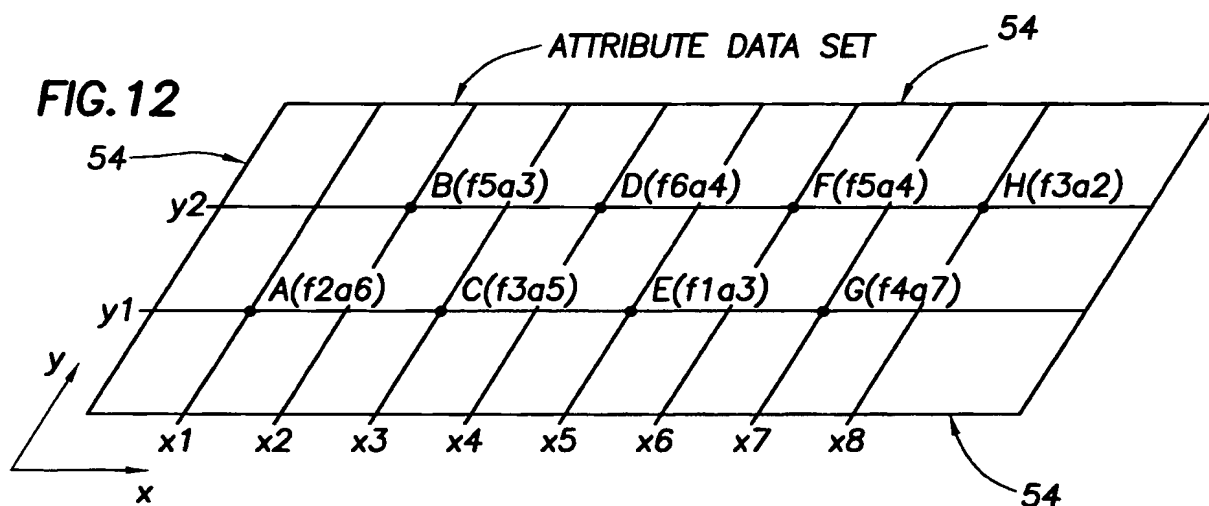 54
ATTRIBUTE DATA SET
FIG.12
54
B(f5a3) D(f6a4) F(f5a4) H(f3a2)
y2
A(f2a6) C(f3a5) E(f1a3) G(f4a7)
y1
y
x1 x2 x3 x4 x5 x6 x7 x8
x
54